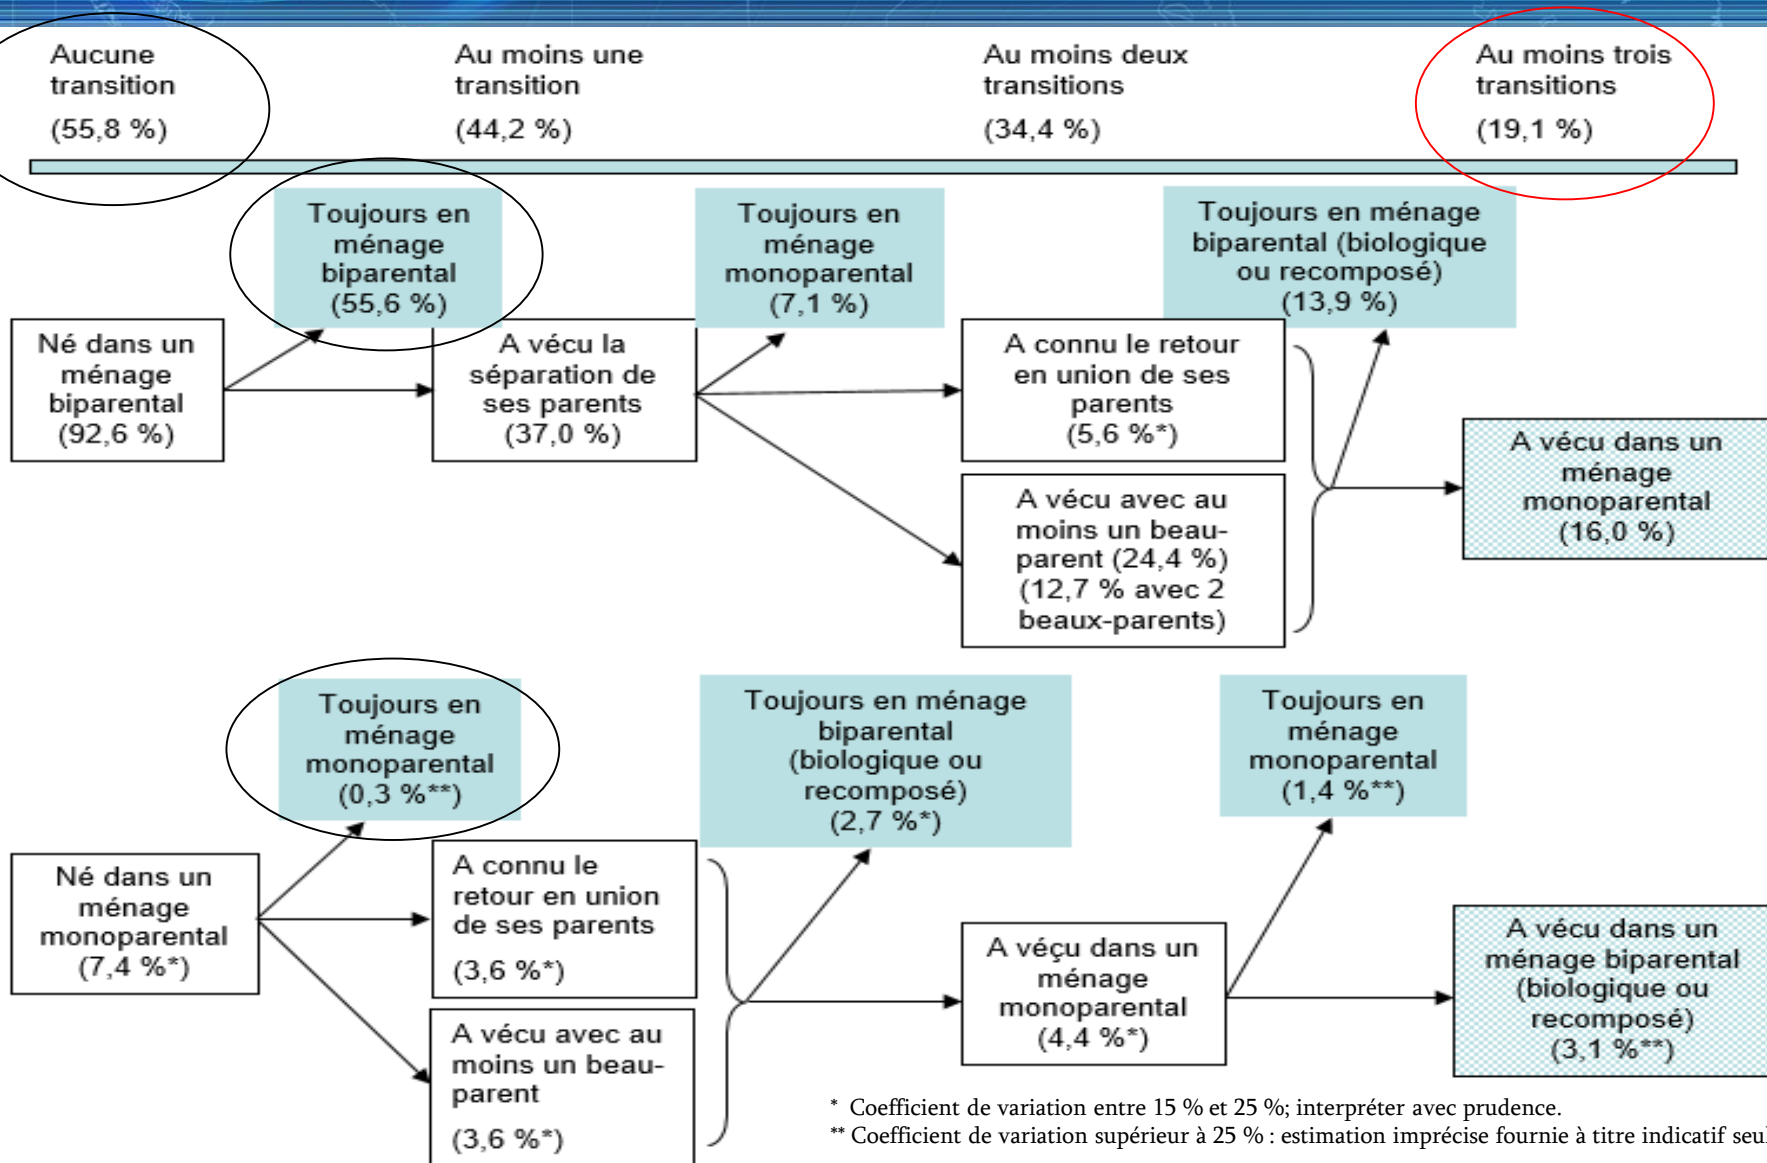 Aucune
transition
(55,8 %)
Au moins une
transition
(44,2 %)
Au moins deux
transitions
(34,4 %)
Au moins trois
transitions
(19,1 %)
Toujours en
ménage
biparental
(55,6 %)
Toujours en
ménage
monoparental
(7,1 %)
Toujours en ménage
biparental (biologique
ou recomposé)
(13,9 %)
Né dans un
ménage
biparental
(92,6 %)
A vécu la
séparation de
ses parents
(37,0 %)
A connu le retour
en union de ses
parents
(5,6 %*)
A vécu avec au
moins un beau-
parent (24,4 %)
(12,7 % avec 2
beaux-parents)
A vécu dans un
ménage
monoparental
(16,0 %)
Toujours en
ménage
monoparental
(0,3 %**)
Toujours en ménage
biparental
(biologique ou
recomposé)
(2,7 %*)
Toujours en
ménage
monoparental
(1,4 %**)
Né dans un
ménage
monoparental
(7,4 %*)
A connu le
retour en union
de ses parents
(3,6 %*)
A vécu avec au
moins un beau-
parent
(3,6 %*)
A véçu dans un
ménage
monoparental
(4,4 %*)
A vécu dans un
ménage biparental
(biologique ou
recomposé)
(3,1 %**)
* Coefficient de variation entre 15 % et 25 %; interpréter avec prudence.
** Coefficient de variation supérieur à 25 % : estimation imprécise fournie à titre indicatif seul